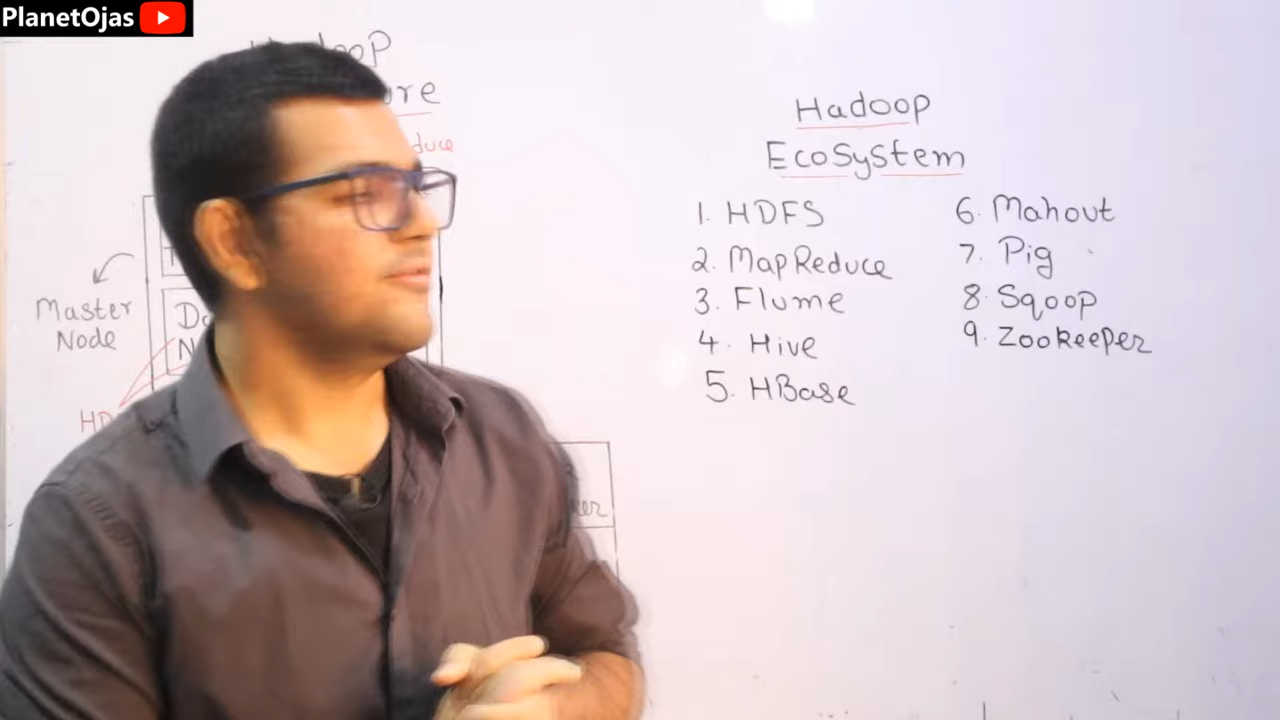 PlanetOjas
Master
Node
Hadoop
EcoSystem
1. HDFS
2. MapReduce
3. Flume
4. Hive
5. HBase
6. Mahout
7. Pig
8. Sqoop
9. Zookeeper